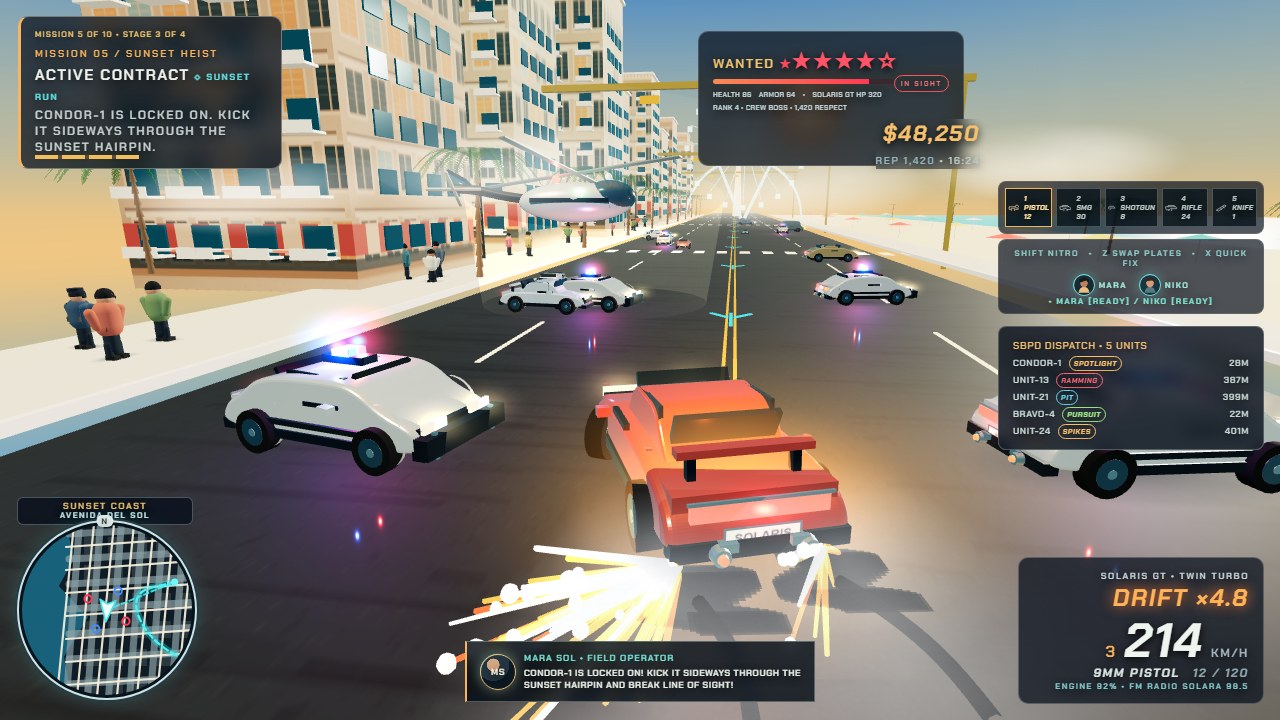 MISSION 5 OF 10 • STAGE 3 OF 4
MISSION 05 / SUNSET HEIST
ACTIVE CONTRACT ◇ SUNSET
RUN
CONDOR-1 IS LOCKED ON. KICK
IT SIDEWAYS THROUGH THE
SUNSET HAIRPIN.
WANTED ★★★★★☆
IN SIGHT
HEALTH 86 ARMOR 64 • SOLARIS GT HP 920
RANK 4 • CREW BOSS • 1,420 RESPECT
$48,250
REP 1,420 • 16:24
1 PISTOL 12
2 SMG 30
3 SHOTGUN 8
4 RIFLE 24
5 KNIFE 1
SHIFT NITRO • Z SWAP PLATES • X QUICK
FIX
MARA NIKO
• MARA [READY] / NIKO [READY]
SBPD DISPATCH • 5 UNITS
CONDOR-1 SPOTLIGHT 28M
UNIT-13 RAMMING 387M
UNIT-21 PIT 399M
BRAVO-4 PURSUIT 22M
UNIT-24 SPIKES 401M
SOLARIS
SUNSET COAST
AVENIDA DEL SOL
N
MS
MARA SOL • FIELD OPERATOR
CONDOR-1 IS LOCKED ON! KICK IT SIDEWAYS THROUGH THE
SUNSET HAIRPIN AND BREAK LINE OF SIGHT!
SOLARIS GT • TWIN TURBO
DRIFT ×4.8
3 214 KM/H
9MM PISTOL 12 / 120
ENGINE 92% • FM RADIO SOLARA 98.5